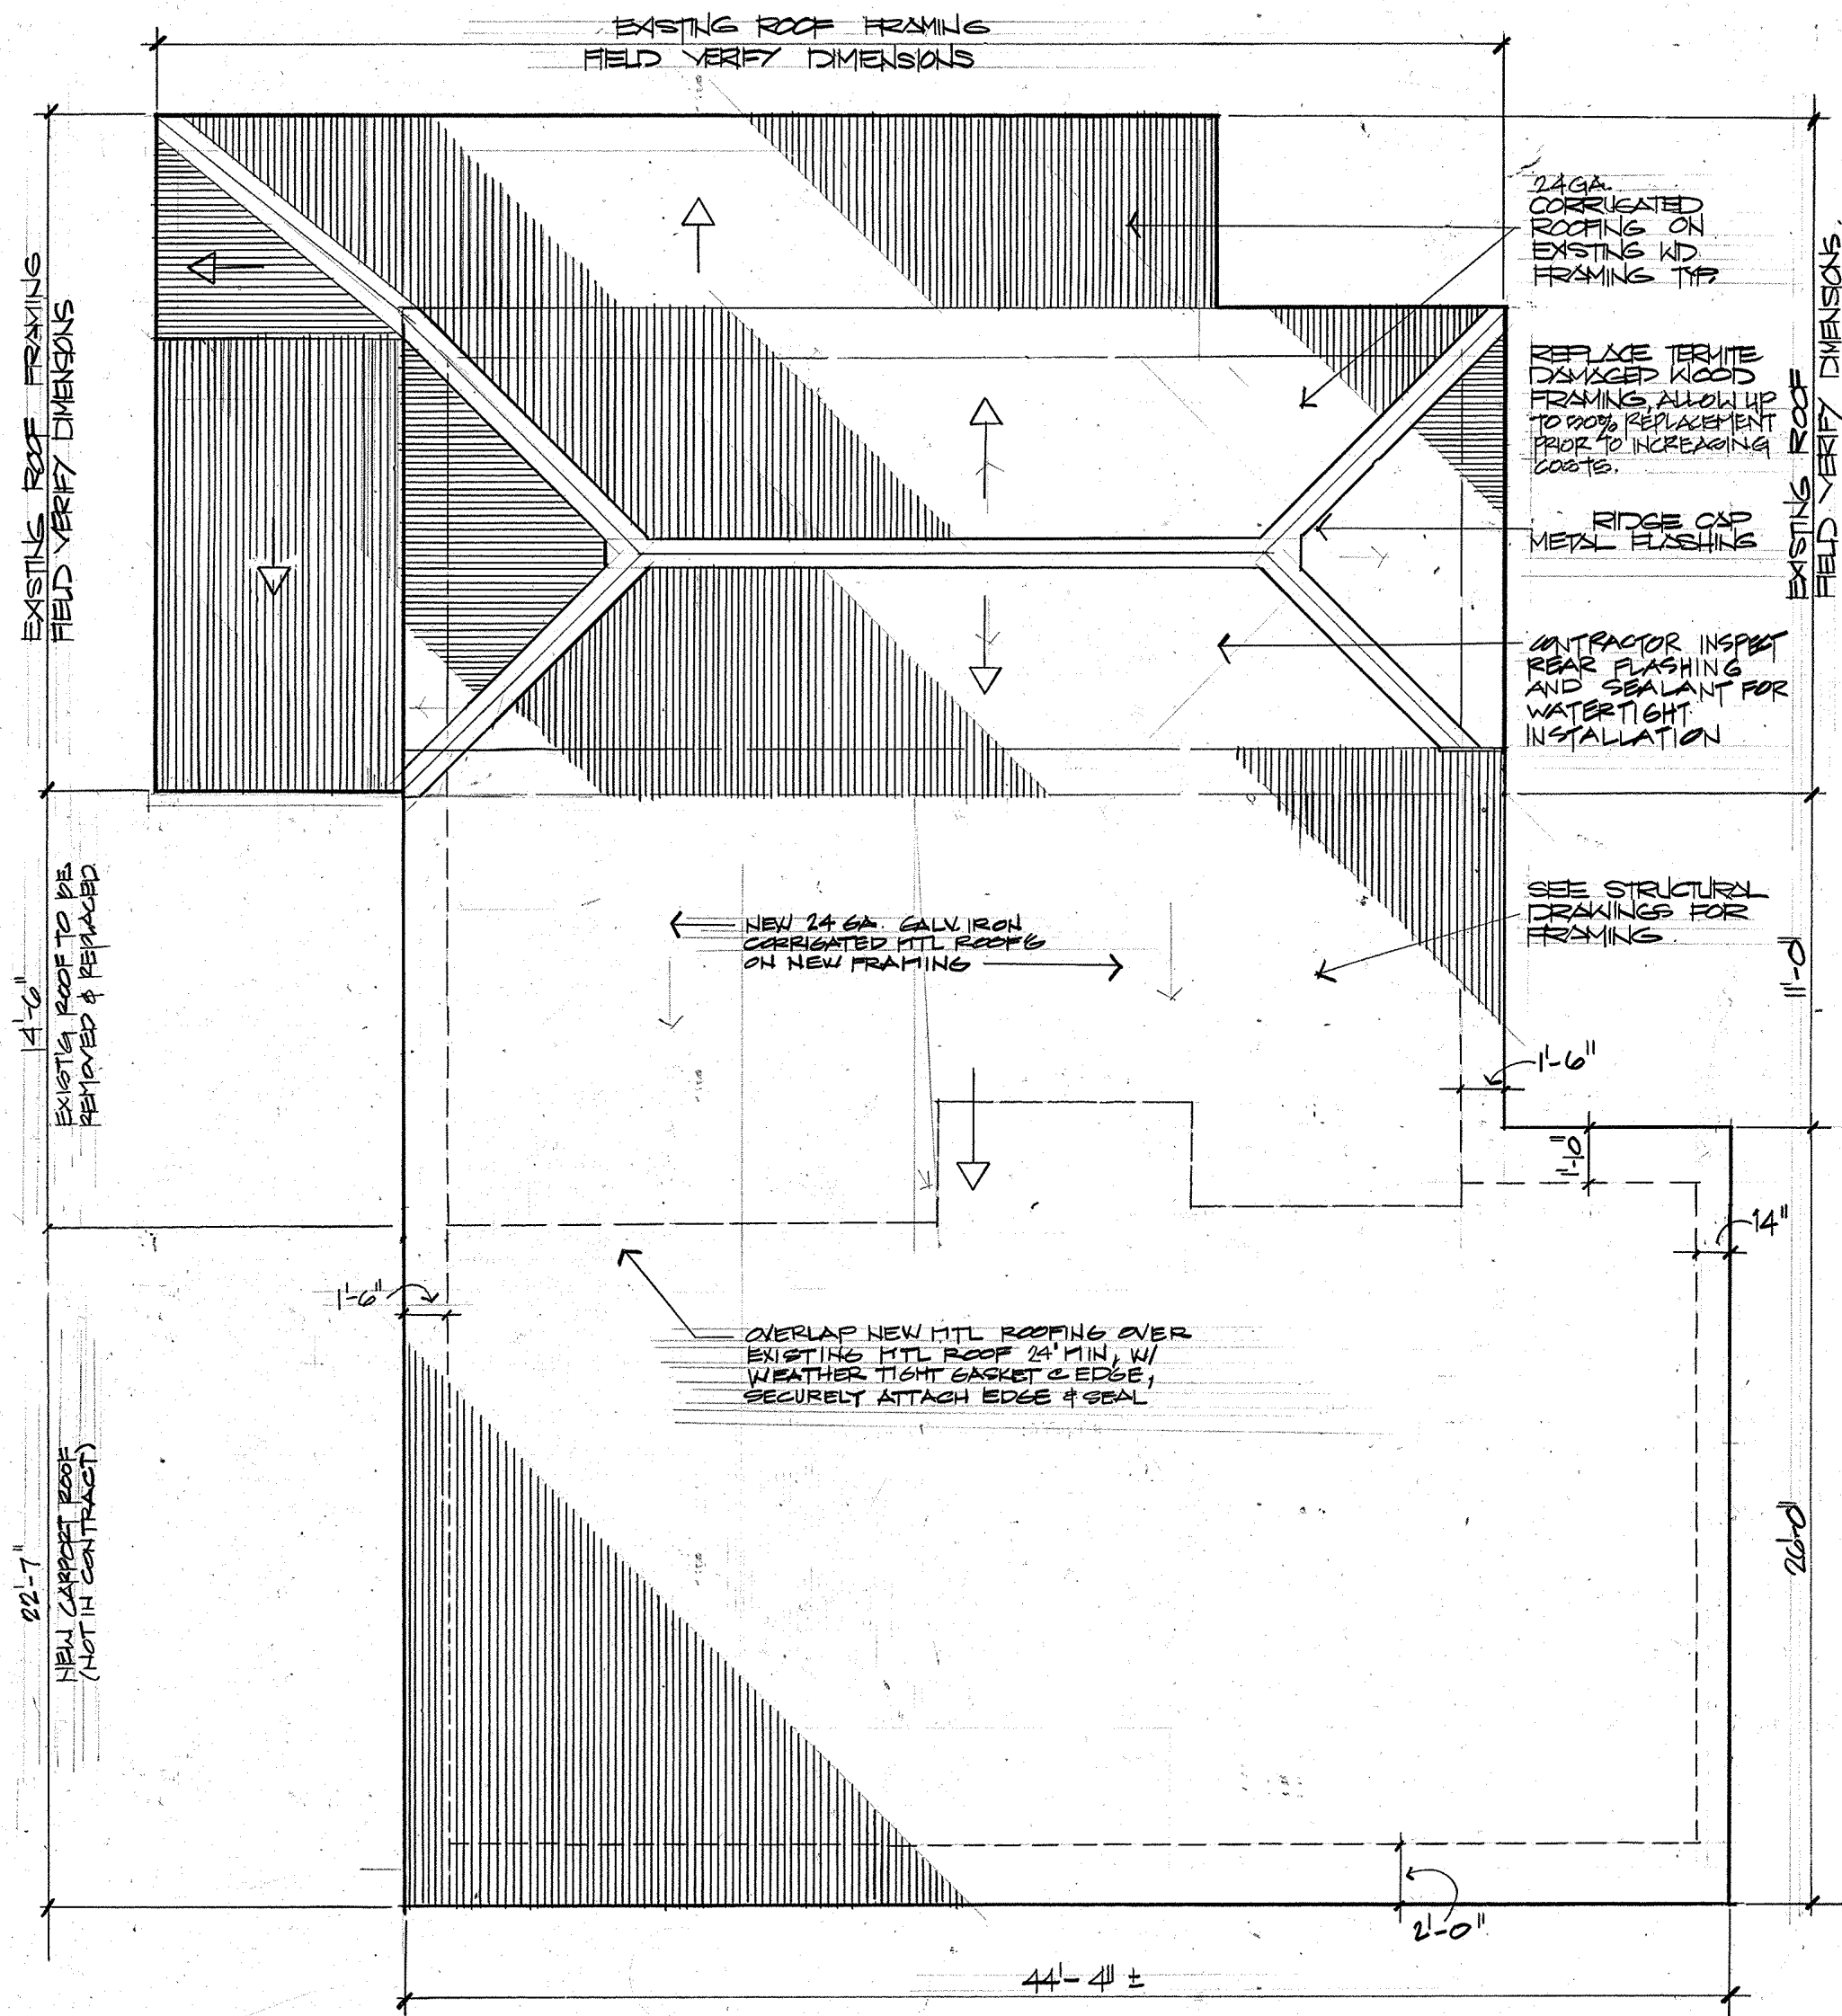 EXISTING ROOF FRAMING
FIELD VERIFY DIMENSIONS
EXISTING ROOF FRAMING
FIELD VERIFY DIMENSIONS
24 GA.
CORRUGATED
ROOFING ON
EXISTING WD.
FRAMING TYP.
REPLACE TERMITE
DAMAGED WOOD
FRAMING, ALLOW UP
REPLACEMENT
PRIOR TO INCREASING
COSTS.
RIDGE CAP
METAL FLASHING
EXISTING ROOF
FIELD VERIFY DIMENSIONS.
CONTRACTOR INSPECT
REAR FLASHING
AND SEALANT FOR
WATERTIGHT
INSTALLATION
14'-6"
EXIST'G ROOF TO BE
REMOVED & REPLACED.
NEW 24 GA. GALV. IRON
CORRIGATED MTL ROOF'G
ON NEW FRAMING
SEE STRUCTURAL
DRAWINGS FOR
FRAMING.
11'-0"
1'-6"
1'-10"
14"
1'-6"
OVERLAP NEW MTL ROOFING OVER
EXISTING MTL ROOF 24" MIN, W/
WEATHER TIGHT GASKET @ EDGE,
SECURELY ATTACH EDGE & SEAL
22'-7"
NEW CARPORT ROOF
(NOT IN CONTRACT)
26'-0"
2'-0"
44'-4" ±